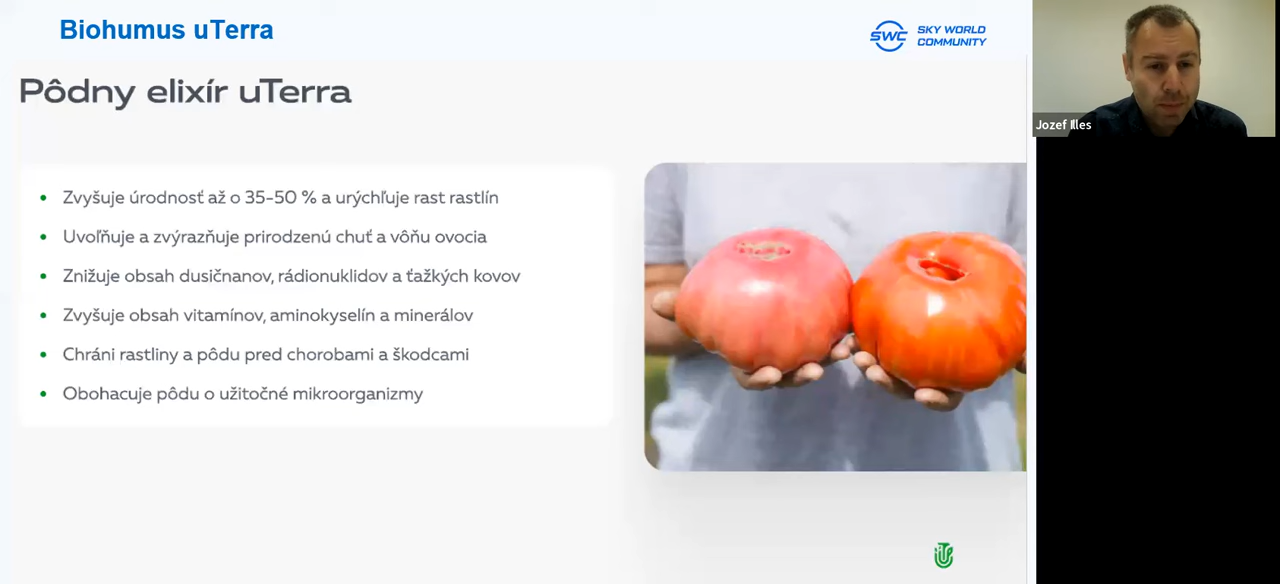 Biohumus uTerra
SWC SKY WORLD
COMMUNITY
Pôdny elixír uTerra
Zvyšuje úrodnosť až o 35-50 % a urýchľuje rast rastlín
Uvoľňuje a zvýrazňuje prirodzenú chuť a vôňu ovocia
Znižuje obsah dusičnanov, rádionuklidov a ťažkých kovov
Zvyšuje obsah vitamínov, aminokyselín a minerálov
Chráni rastliny a pôdu pred chorobami a škodcami
Obohacuje pôdu o užitočné mikroorganizmy
Jozef Illes